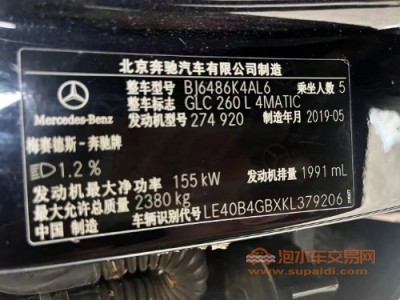 北京奔驰汽车有限公司制造
整车型号 BJ6486K4AL6 乘坐人数 5
整车标志 GLC 260 L 4MATIC
发动机型号 274 920 制造年月 2019-05
Mercedes-Benz
梅赛德斯-奔驰牌
1.2 %
发动机最大净功率 155 kW 发动机排量 1991 mL
最大允许总质量 2380 kg
车辆识别代号 LE40B4GBXKL379206
中国 制造
泡水车交易网
www.supaidi.com